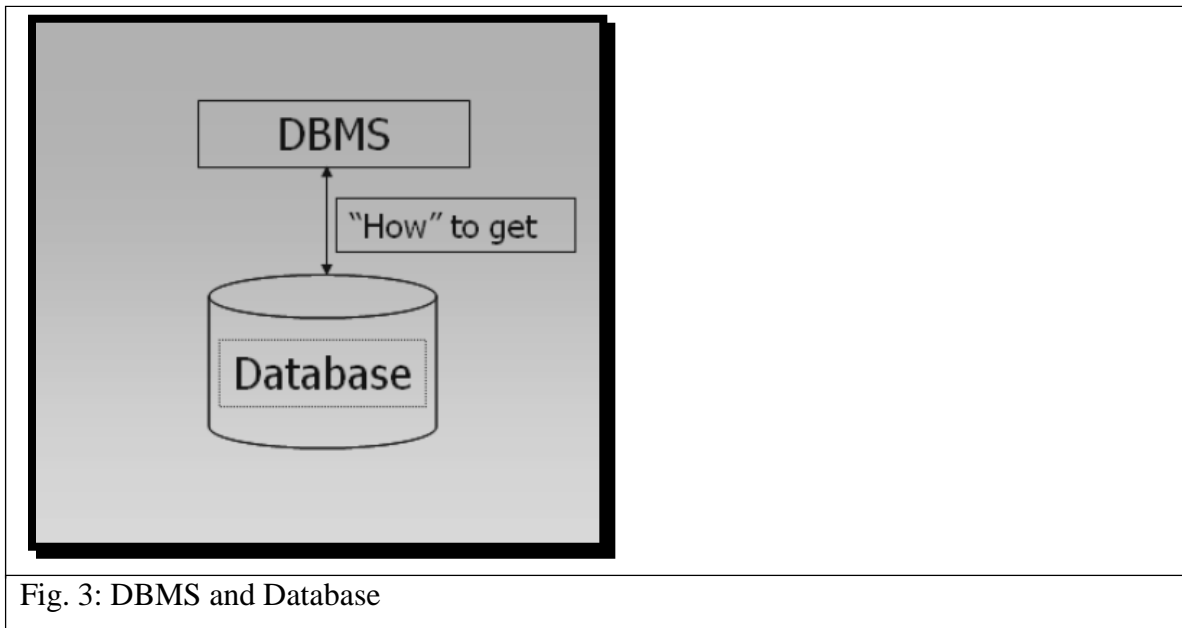 DBMS
“How” to get
Database
Fig. 3: DBMS and Database